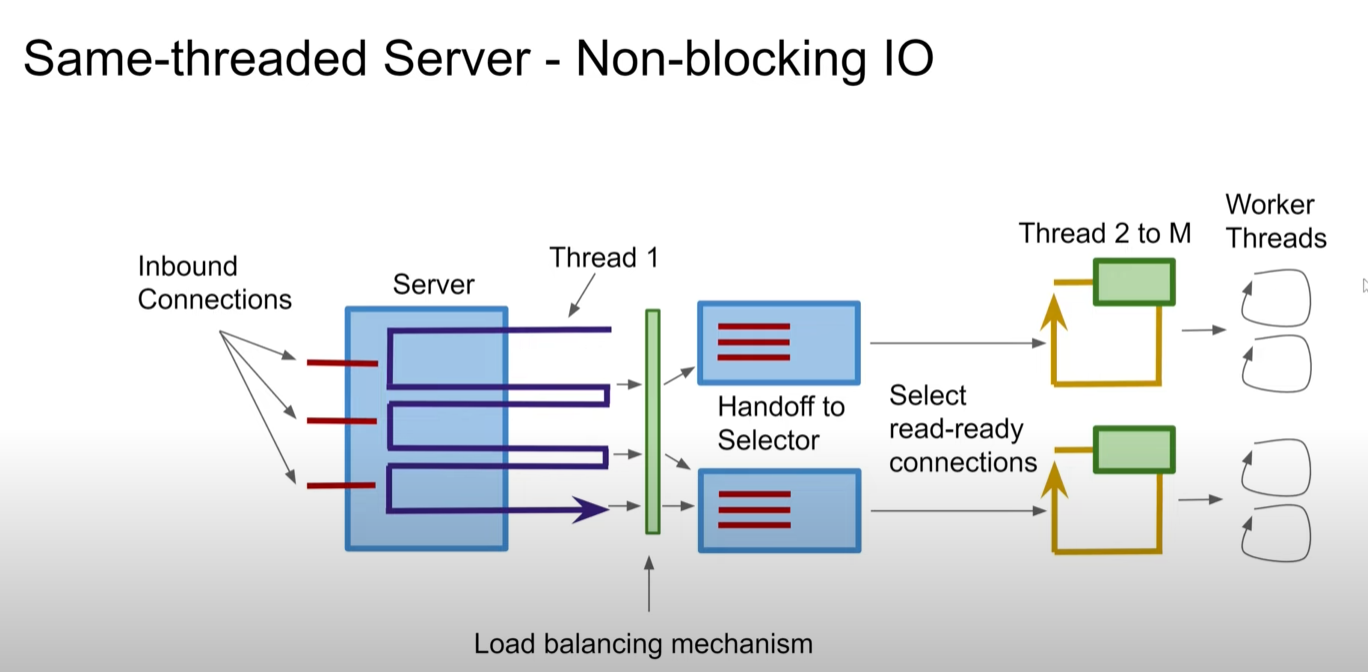 Same-threaded Server - Non-blocking IO
Inbound
Connections
Server
Thread 1
Handoff to
Selector
Select
read-ready
connections
Thread 2 to M
Worker
Threads
Load balancing mechanism